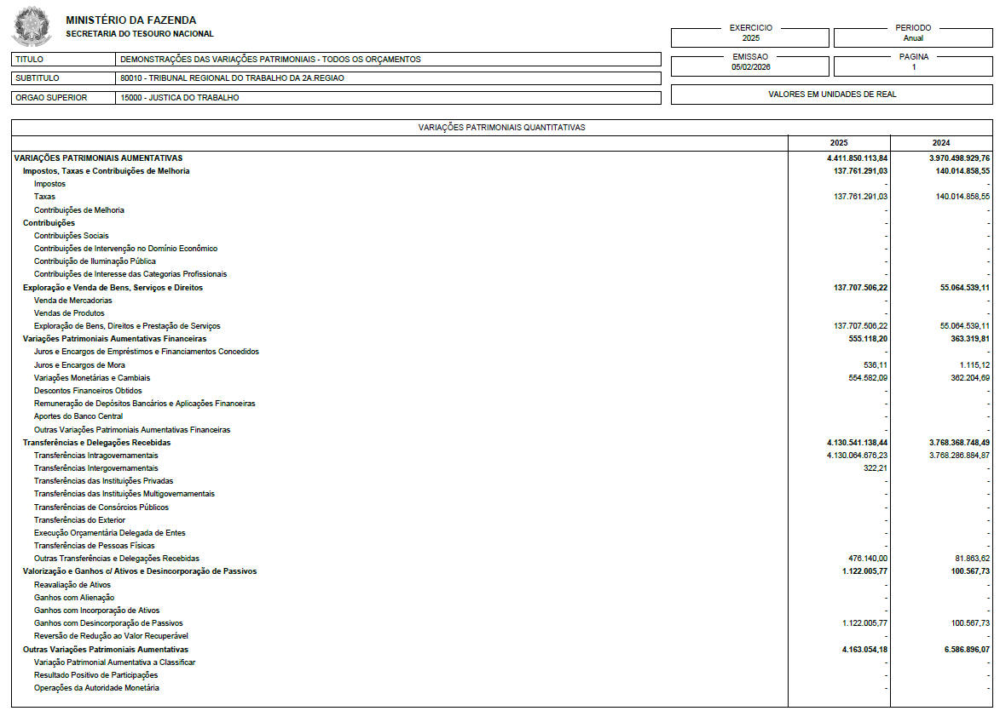 MINISTÉRIO DA FAZENDA
SECRETARIA DO TESOURO NACIONAL
EXERCICIO
2025
PERIODO
Anual
TITULO DEMONSTRAÇÕES DAS VARIAÇÕES PATRIMONIAIS - TODOS OS ORÇAMENTOS
EMISSAO
05/02/2026
PAGINA
1
SUBTITULO 80010 - TRIBUNAL REGIONAL DO TRABALHO DA 2A.REGIAO
ORGAO SUPERIOR 15000 - JUSTICA DO TRABALHO
VALORES EM UNIDADES DE REAL
VARIAÇÕES PATRIMONIAIS QUANTITATIVAS
2025 2024
VARIAÇÕES PATRIMONIAIS AUMENTATIVAS 4.411.850.113,84 3.970.498.929,76
Impostos, Taxas e Contribuições de Melhoria 137.761.291,03 140.014.858,55
Impostos - -
Taxas 137.761.291,03 140.014.858,55
Contribuições de Melhoria - -
Contribuições - -
Contribuições Sociais - -
Contribuições de Intervenção no Domínio Econômico - -
Contribuição de Iluminação Pública - -
Contribuições de Interesse das Categorias Profissionais - -
Exploração e Venda de Bens, Serviços e Direitos 137.707.506,22 55.064.539,11
Venda de Mercadorias - -
Vendas de Produtos - -
Exploração de Bens, Direitos e Prestação de Serviços 137.707.506,22 55.064.539,11
Variações Patrimoniais Aumentativas Financeiras 555.118,20 363.319,81
Juros e Encargos de Empréstimos e Financiamentos Concedidos - -
Juros e Encargos de Mora 536,11 1.115,12
Variações Monetárias e Cambiais 554.582,09 362.204,69
Descontos Financeiros Obtidos - -
Remuneração de Depósitos Bancários e Aplicações Financeiras - -
Aportes do Banco Central - -
Outras Variações Patrimoniais Aumentativas Financeiras - -
Transferências e Delegações Recebidas 4.130.541.138,44 3.768.368.748,49
Transferências Intragovernamentais 4.130.064.676,23 3.768.286.884,87
Transferências Intergovernamentais 322,21 -
Transferências das Instituições Privadas - -
Transferências das Instituições Multigovernamentais - -
Transferências de Consórcios Públicos - -
Transferências do Exterior - -
Execução Orçamentária Delegada de Entes - -
Transferências de Pessoas Físicas - -
Outras Transferências e Delegações Recebidas 476.140,00 81.863,62
Valorização e Ganhos c/ Ativos e Desincorporação de Passivos 1.122.005,77 100.567,73
Reavaliação de Ativos - -
Ganhos com Alienação - -
Ganhos com Incorporação de Ativos - -
Ganhos com Desincorporação de Passivos 1.122.005,77 100.567,73
Reversão de Redução ao Valor Recuperável - -
Outras Variações Patrimoniais Aumentativas 4.163.054,18 6.586.896,07
Variação Patrimonial Aumentativa a Classificar - -
Resultado Positivo de Participações - -
Operações da Autoridade Monetária - -